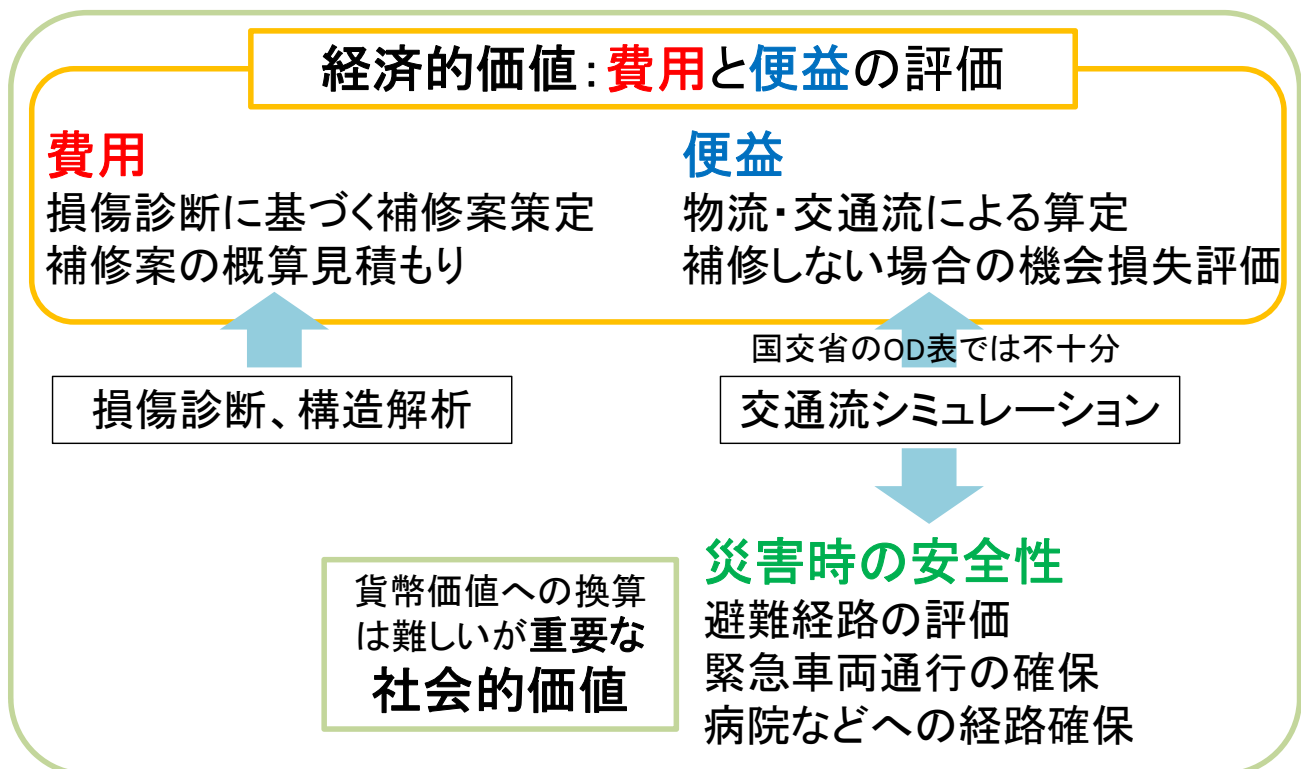 経済的価値：費用と便益の評価
費用
損傷診断に基づく補修案策定
補修案の概算見積もり
便益
物流・交通流による算定
補修しない場合の機会損失評価
国交省のOD表では不十分
損傷診断、構造解析
交通流シミュレーション
貨幣価値への換算
は難しいが重要な
社会的価値
災害時の安全性
避難経路の評価
緊急車両通行の確保
病院などへの経路確保